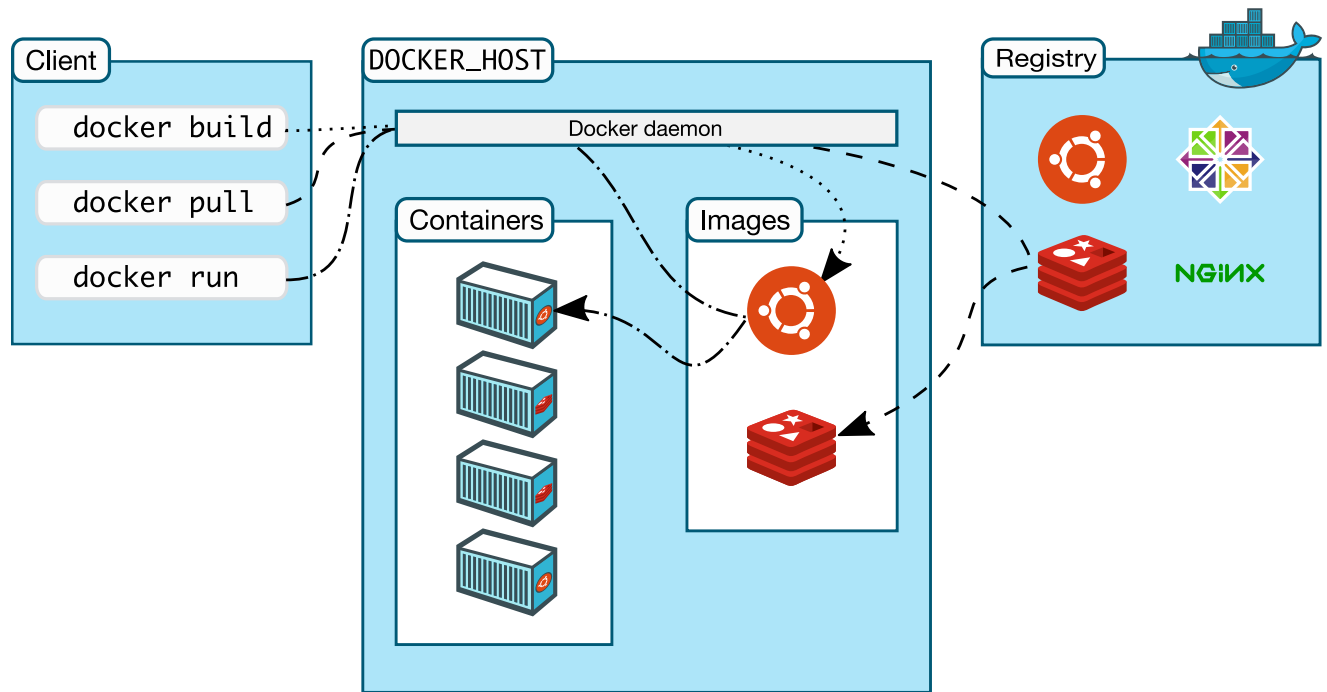 Client
docker build
docker pull
docker run
DOCKER_HOST
Docker daemon
Containers
Images
Registry
NGiNX